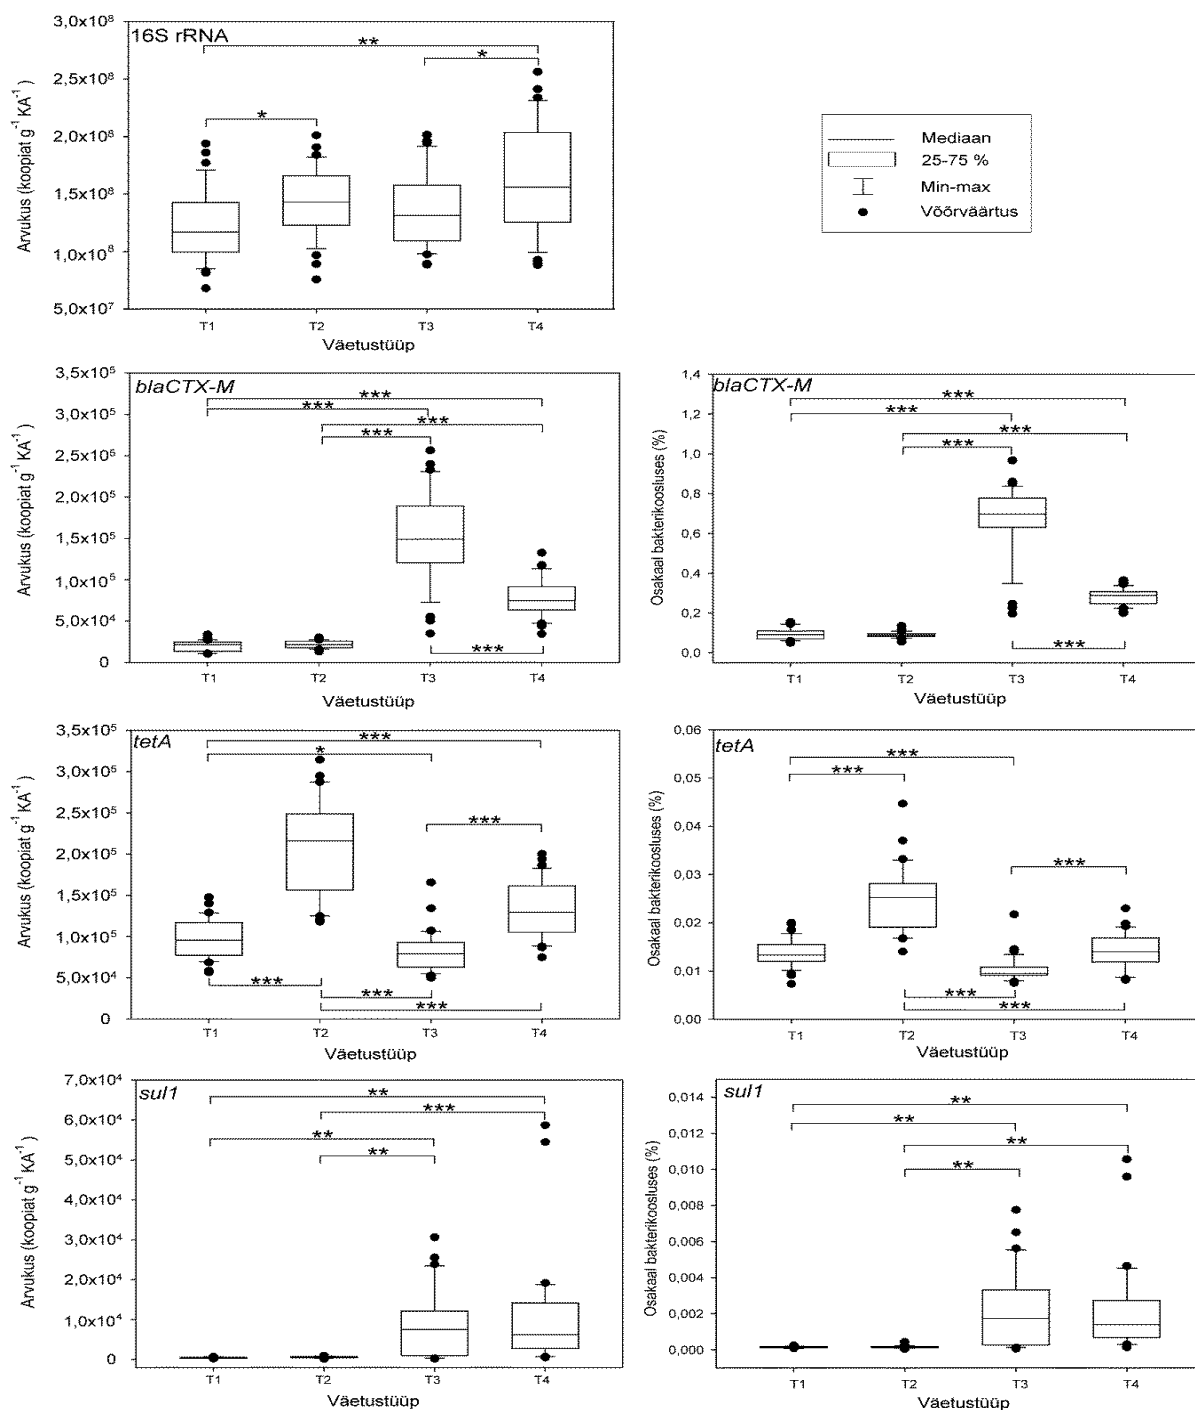 16S rRNA
3,0x10⁸
2,5x10⁸
2,0x10⁸
1,5x10⁸
1,0x10⁸
5,0x10⁷
Arvukus (koopiat g⁻¹ KA⁻¹)
**
*
*
T1 T2 T3 T4
Väetustüüp
Mediaan
25-75 %
Min-max
Võõrväärtus
blaCTX-M
3,5x10⁵
3,0x10⁵
2,5x10⁵
2,0x10⁵
1,5x10⁵
1,0x10⁵
5,0x10⁴
0
Arvukus (koopiat g⁻¹ KA⁻¹)
***
***
***
***
***
T1 T2 T3 T4
Väetustüüp
blaCTX-M
1,4
1,2
1,0
0,8
0,6
0,4
0,2
0,0
Osakaal bakterikoosluses (%)
***
***
***
***
***
T1 T2 T3 T4
Väetustüüp
tetA
3,5x10⁵
3,0x10⁵
2,5x10⁵
2,0x10⁵
1,5x10⁵
1,0x10⁵
5,0x10⁴
0
Arvukus (koopiat g⁻¹ KA⁻¹)
***
*
***
***
***
***
T1 T2 T3 T4
Väetustüüp
tetA
0,06
0,05
0,04
0,03
0,02
0,01
0,00
Osakaal bakterikoosluses (%)
***
***
***
***
***
T1 T2 T3 T4
Väetustüüp
sul1
7,0x10⁴
6,0x10⁴
5,0x10⁴
4,0x10⁴
3,0x10⁴
2,0x10⁴
1,0x10⁴
0
Arvukus (koopiat g⁻¹ KA⁻¹)
**
***
**
**
T1 T2 T3 T4
Väetustüüp
sul1
0,014
0,012
0,010
0,008
0,006
0,004
0,002
0,000
Osakaal bakterikoosluses (%)
**
**
**
**
T1 T2 T3 T4
Väetustüüp